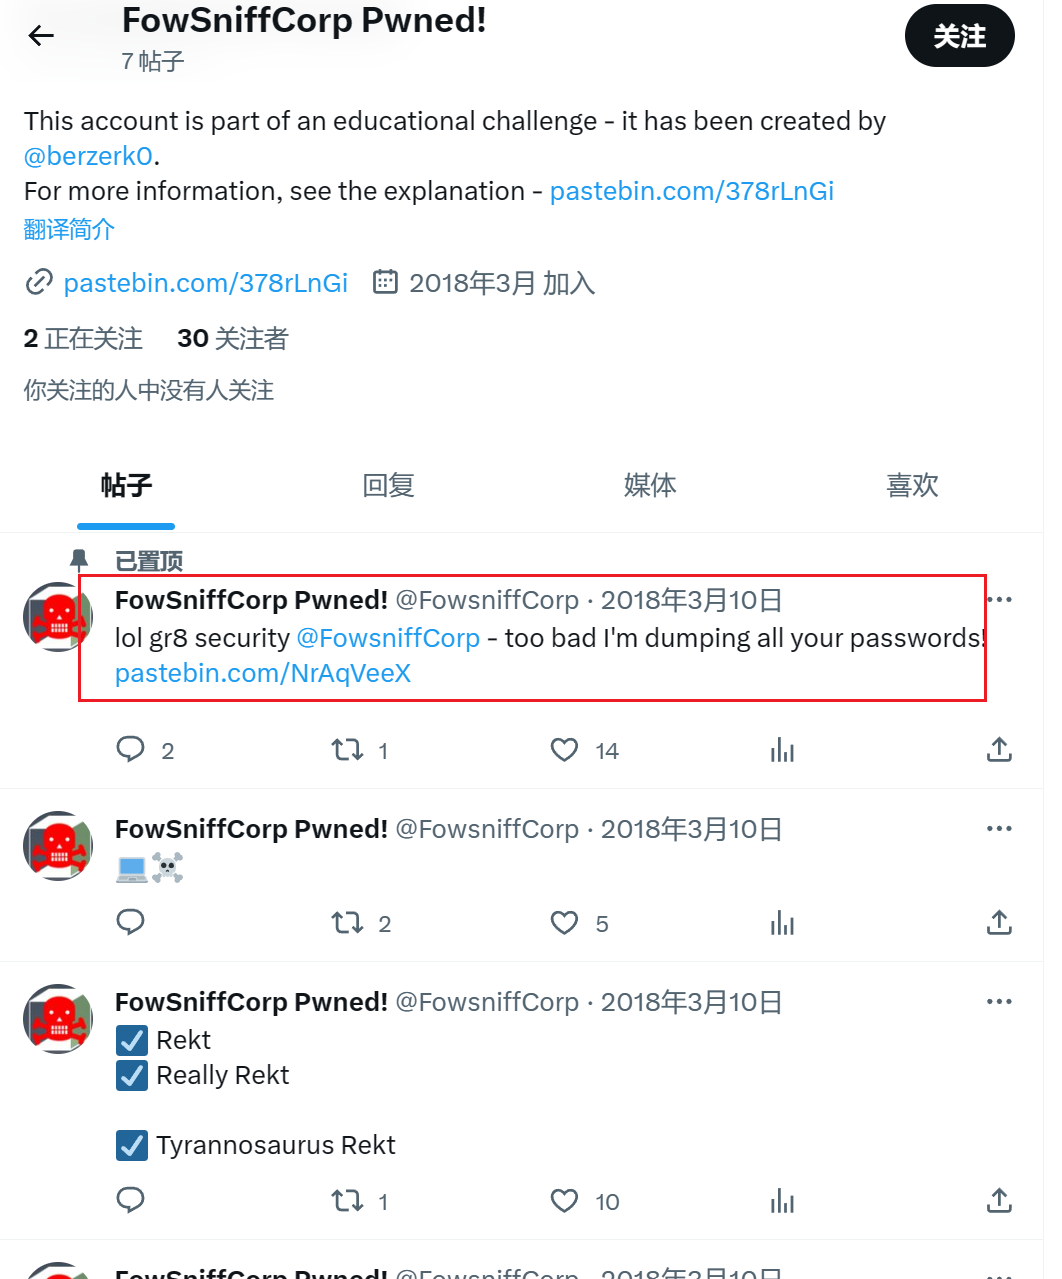 FowSniffCorp Pwned!
7 帖子
关注
This account is part of an educational challenge - it has been created by
@berzerk0.
For more information, see the explanation - pastebin.com/378rLnGi
翻译简介
pastebin.com/378rLnGi 2018年3月 加入
2 正在关注 30 关注者
你关注的人中没有人关注
帖子 回复 媒体 喜欢
已置顶
FowSniffCorp Pwned! @FowsniffCorp · 2018年3月10日
lol gr8 security @FowsniffCorp - too bad I'm dumping all your passwords!
pastebin.com/NrAqVeeX
2 1 14
FowSniffCorp Pwned! @FowsniffCorp · 2018年3月10日
💻☠️
2 5
FowSniffCorp Pwned! @FowsniffCorp · 2018年3月10日
☑ Rekt
☑ Really Rekt
☑ Tyrannosaurus Rekt
1 10
FowSniffCorp Pwned! @FowsniffCorp · 2018年3月10日